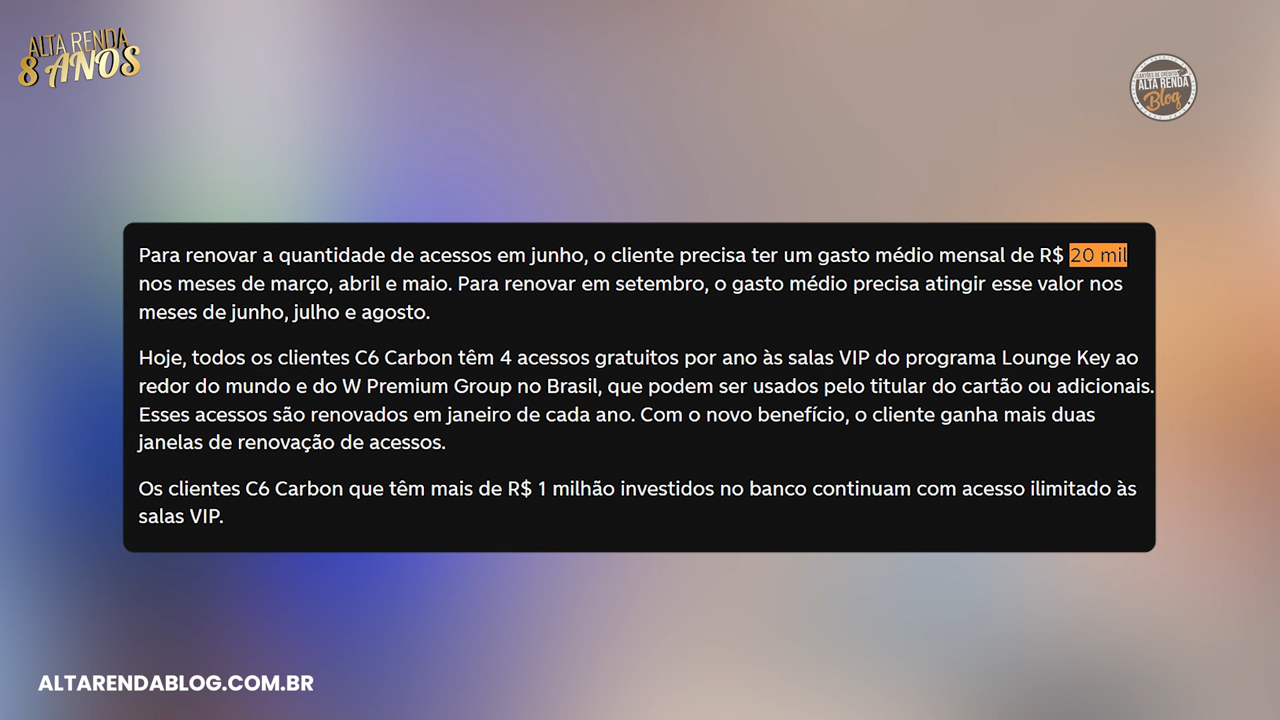 ALTA RENDA
8 ANOS
CARTÕES DE CRÉDITO
ALTA RENDA
Blog
Para renovar a quantidade de acessos em junho, o cliente precisa ter um gasto médio mensal de R$ 20 mil
nos meses de março, abril e maio. Para renovar em setembro, o gasto médio precisa atingir esse valor nos
meses de junho, julho e agosto.
Hoje, todos os clientes C6 Carbon têm 4 acessos gratuitos por ano às salas VIP do programa Lounge Key ao
redor do mundo e do W Premium Group no Brasil, que podem ser usados pelo titular do cartão ou adicionais.
Esses acessos são renovados em janeiro de cada ano. Com o novo benefício, o cliente ganha mais duas
janelas de renovação de acessos.
Os clientes C6 Carbon que têm mais de R$ 1 milhão investidos no banco continuam com acesso ilimitado às
salas VIP.
ALTARENDABLOG.COM.BR